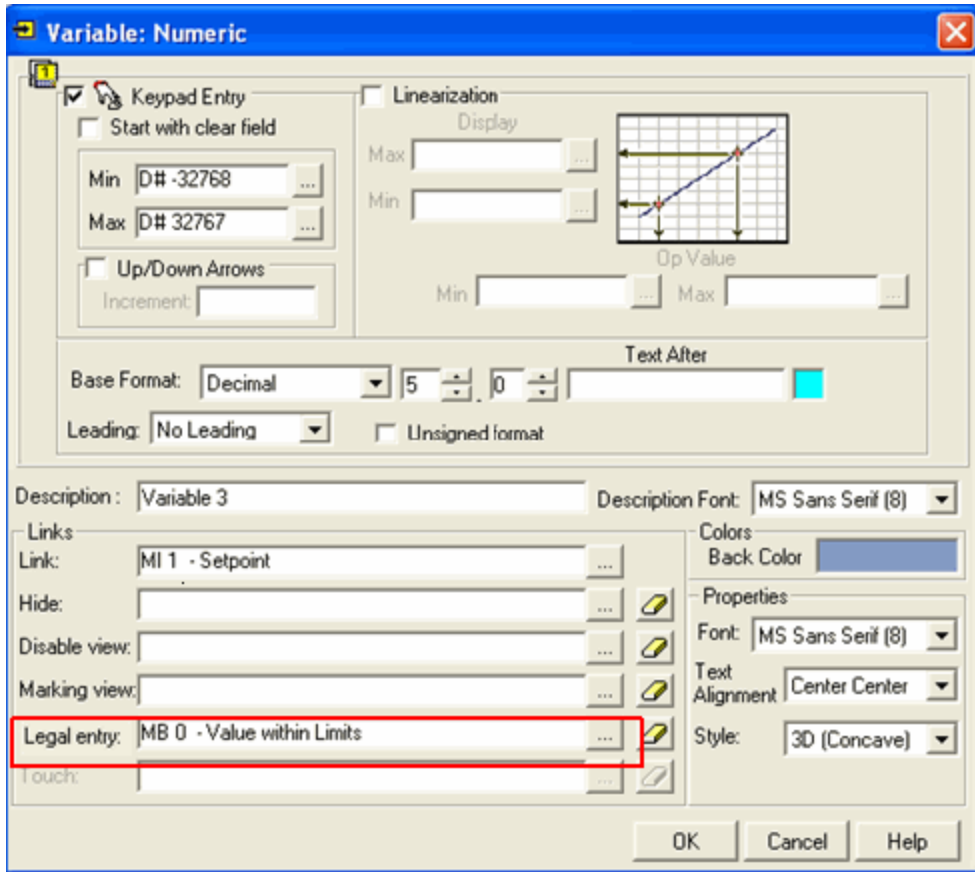 Variable: Numeric
1
Keypad Entry
Start with clear field
Min D# -32768 ...
Max D# 32767 ...
Up/Down Arrows
Increment:
Linearization
Display
Max ...
Min ...
Op Value
Min ... Max ...
Text After
Base Format: Decimal 5 . 0
Leading: No Leading Unsigned format
Description : Variable 3 Description Font: MS Sans Serif (8)
Links
Link: MI 1 - Setpoint ...
Hide: ...
Disable view: ...
Marking view: ...
Legal entry: MB 0 - Value within Limits ...
Touch: ...
Colors
Back Color
Properties
Font: MS Sans Serif (8)
Text
Alignment Center Center
Style: 3D (Concave)
OK Cancel Help